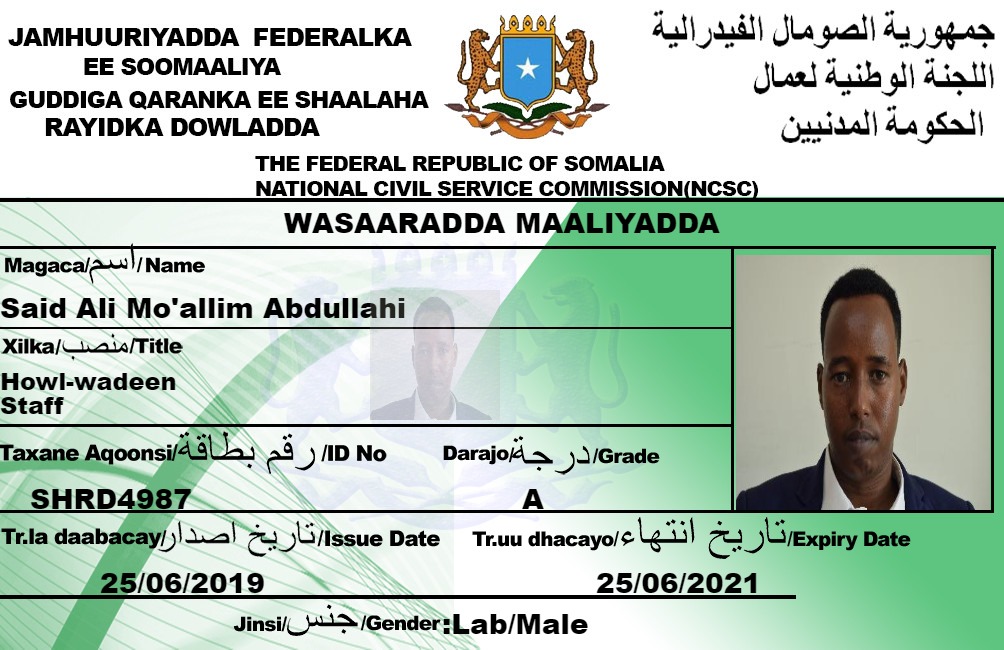 JAMHUURIYADDA FEDERALKA
EE SOOMAALIYA
GUDDIGA QARANKA EE SHAALAHA
RAYIDKA DOWLADDA
جمهورية الصومال الفيدرالية
اللجنة الوطنية لعمال
الحكومة المدنيين
THE FEDERAL REPUBLIC OF SOMALIA
NATIONAL CIVIL SERVICE COMMISSION(NCSC)
WASAARADDA MAALIYADDA
Magaca/اسم/Name
Said Ali Mo'allim Abdullahi
Xilka/منصب/Title
Howl-wadeen
Staff
Taxane Aqoonsi/رقم بطاقة/ID No
Darajo/درجة/Grade
SHRD4987
A
Tr.la daabacay/تاريخ اصدار/Issue Date
Tr.uu dhacayo/تاريخ انتهاء/Expiry Date
25/06/2019
25/06/2021
Jinsi/جنس/Gender:Lab/Male